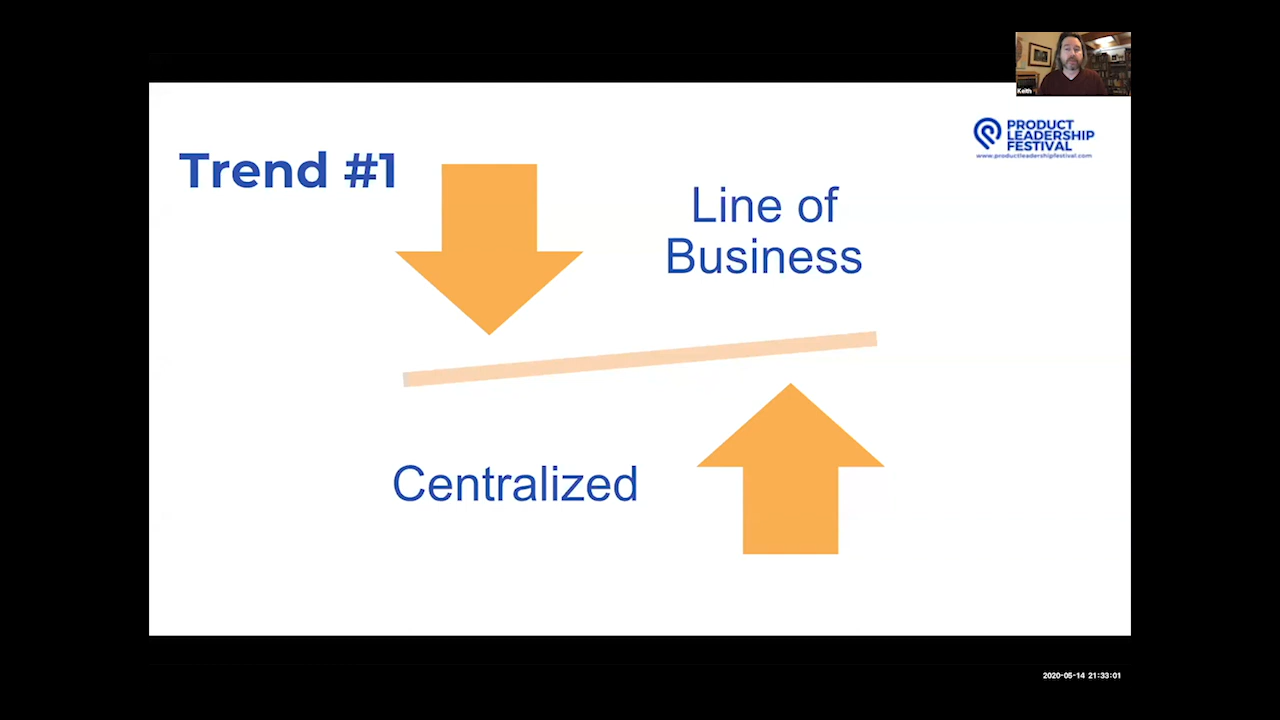 Keith
PRODUCT
LEADERSHIP
FESTIVAL
www.productleadershipfestival.com
Trend #1
Line of
Business
Centralized
2020-05-14 21:33:01